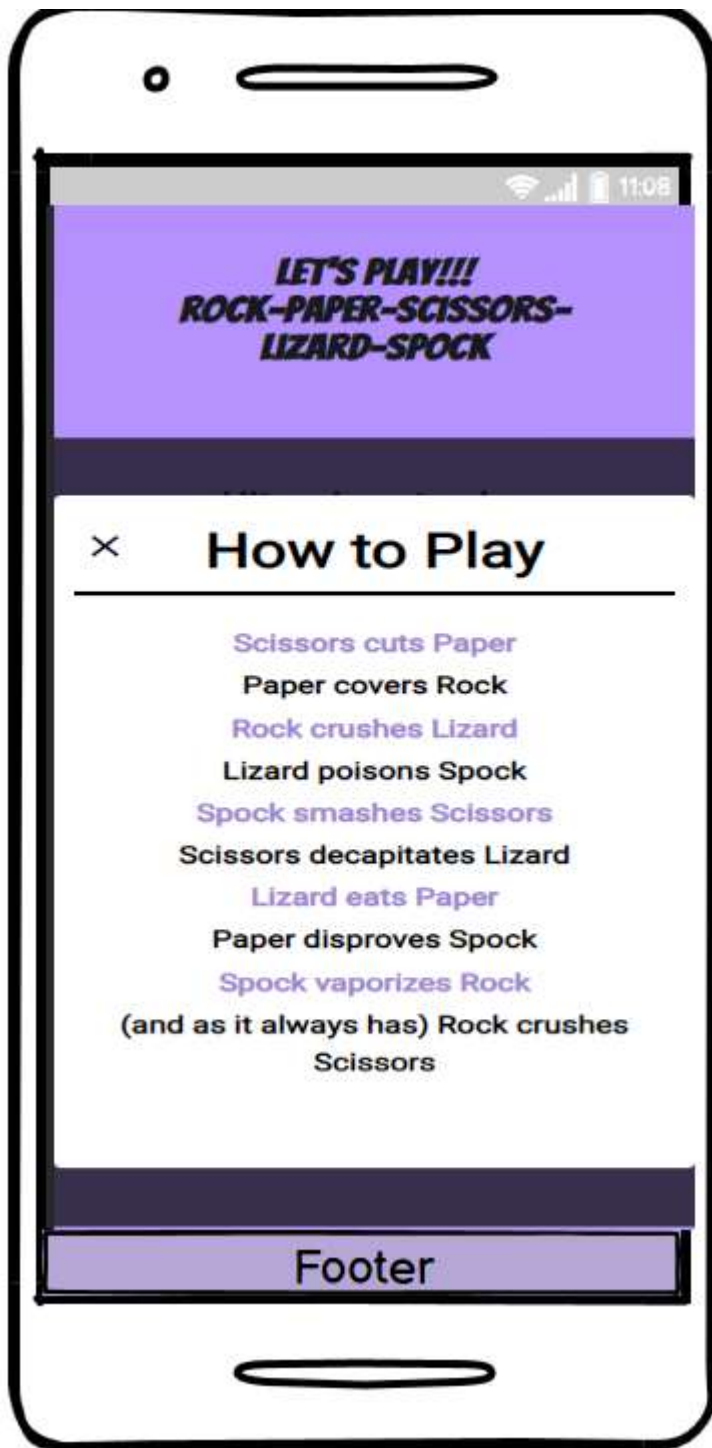 11:08
LET'S PLAY!!!
ROCK-PAPER-SCISSORS-
LIZARD-SPOCK
× How to Play
Scissors cuts Paper
Paper covers Rock
Rock crushes Lizard
Lizard poisons Spock
Spock smashes Scissors
Scissors decapitates Lizard
Lizard eats Paper
Paper disproves Spock
Spock vaporizes Rock
(and as it always has) Rock crushes
Scissors
Footer